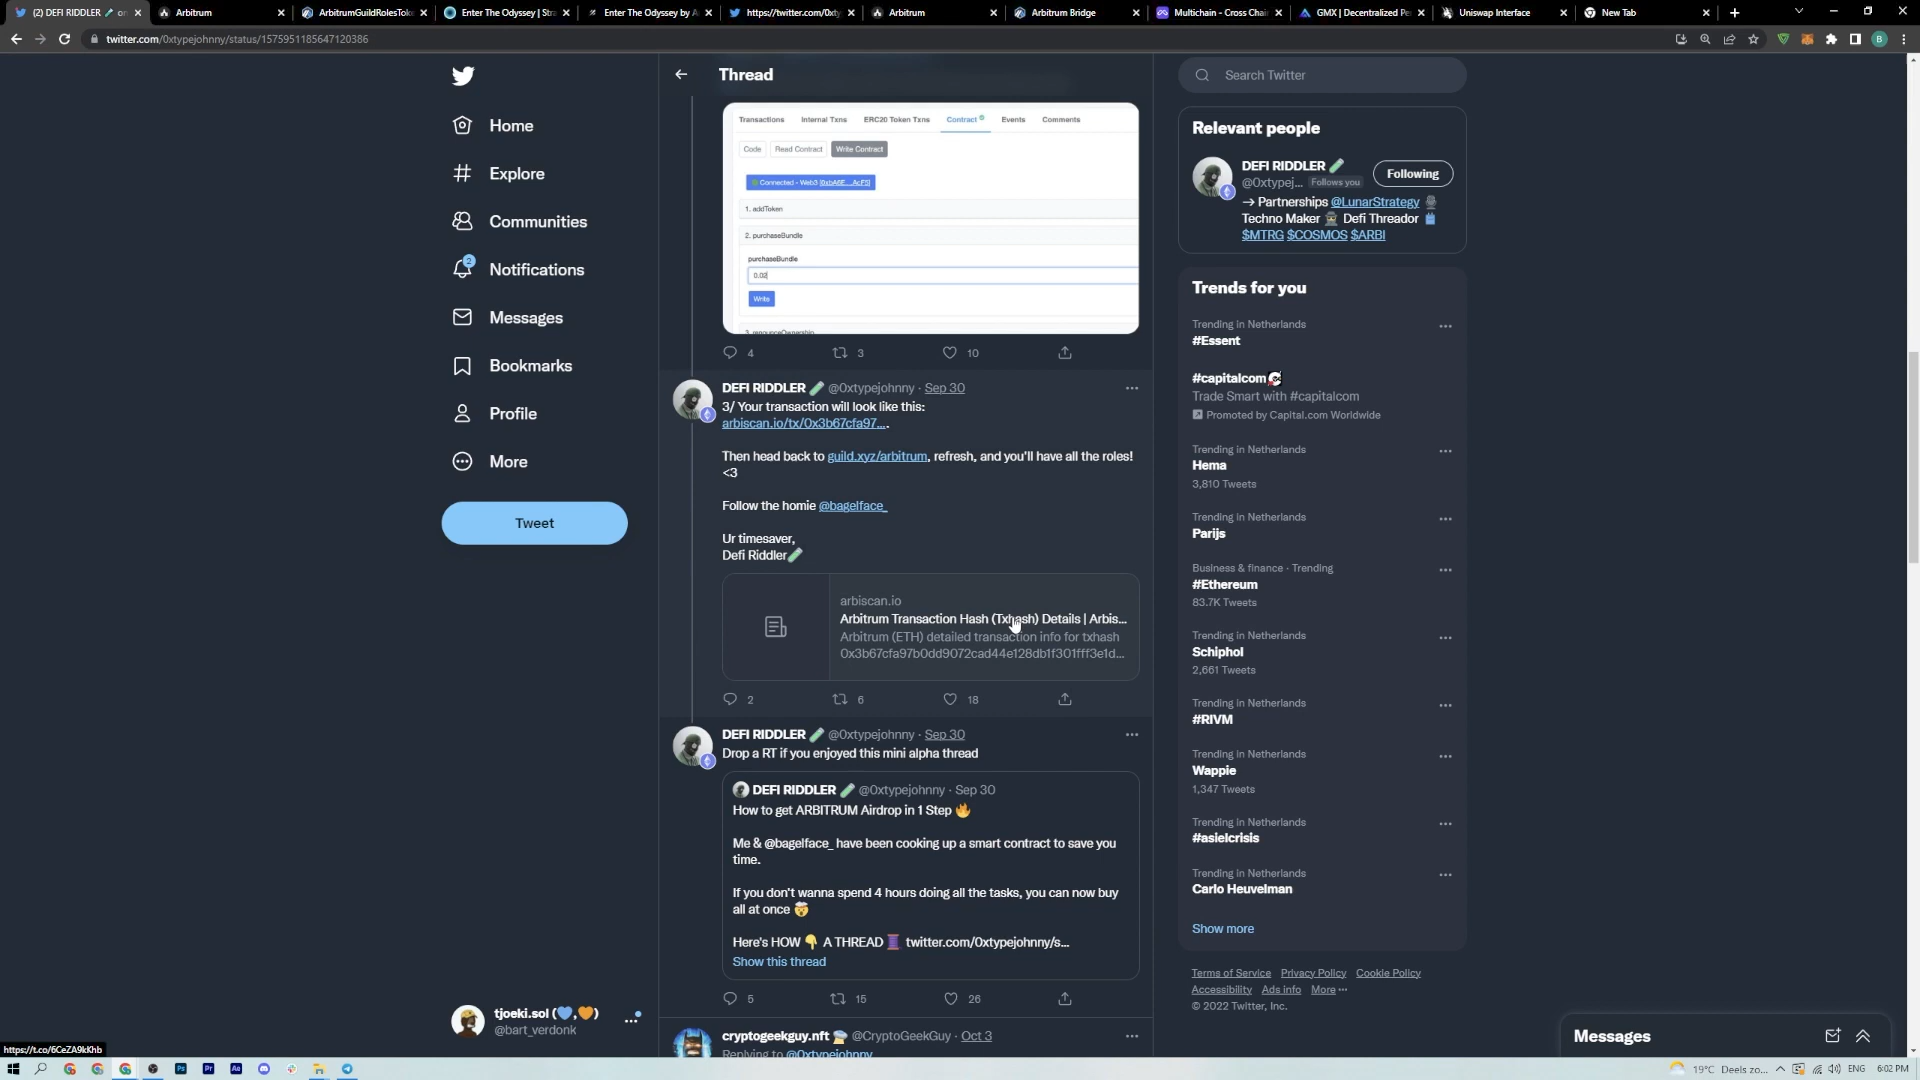 (2) DEFI RIDDLER
Arbitrum
ArbitrumGuildRolesToke
Enter The Odyssey | Stra
Enter The Odyssey by A
https://twitter.com/0xty
Arbitrum
Arbitrum Bridge
Multichain - Cross Chain
GMX | Decentralized Pe
Uniswap Interface
New Tab
twitter.com/0xtypejohnny/status/1575951185647120386
B
Home
Explore
Communities
2
Notifications
Messages
Bookmarks
Profile
More
Tweet
tjoeki.sol (💙,🧡)
@bart_verdonk
https://t.co/6CeZA9kKhb
Thread
Transactions Internal Txns ERC20 Token Txns Contract Events Comments
Code Read Contract Write Contract
1. addToken
2. purchaseBundle
purchaseBundle
0.02
Write
3. renounceOwnership
4 3 10
DEFI RIDDLER @0xtypejohnny · Sep 30
3/ Your transaction will look like this:
arbiscan.io/tx/0x3b67cfa97….
Then head back to guild.xyz/arbitrum, refresh, and you'll have all the roles!
<3
Follow the homie @bagelface_
Ur timesaver,
Defi Riddler
arbiscan.io
Arbitrum Transaction Hash (Txhash) Details | Arbis...
Arbitrum (ETH) detailed transaction info for txhash
0x3b67cfa97b0dd9072cad44e128db1f301fff3e1d...
2 6 18
DEFI RIDDLER @0xtypejohnny · Sep 30
Drop a RT if you enjoyed this mini alpha thread
DEFI RIDDLER @0xtypejohnny · Sep 30
How to get ARBITRUM Airdrop in 1 Step 🔥
Me & @bagelface_ have been cooking up a smart contract to save you
time.
If you don't wanna spend 4 hours doing all the tasks, you can now buy
all at once 🤯
Here's HOW 👇 A THREAD 🧵 twitter.com/0xtypejohnny/s...
Show this thread
5 15 26
cryptogeekguy.nft @CryptoGeekGuy · Oct 3
Replying to @0xtypejohnny
Search Twitter
Relevant people
DEFI RIDDLER
@0xtypej... Follows you
Following
→ Partnerships @LunarStrategy
Techno Maker Defi Threador
$MTRG $COSMOS $ARBI
Trends for you
Trending in Netherlands
#Essent
#capitalcom
Trade Smart with #capitalcom
Promoted by Capital.com Worldwide
Trending in Netherlands
Hema
3,810 Tweets
Trending in Netherlands
Parijs
Business & finance · Trending
#Ethereum
83.7K Tweets
Trending in Netherlands
Schiphol
2,661 Tweets
Trending in Netherlands
#RIVM
Trending in Netherlands
Wappie
1,347 Tweets
Trending in Netherlands
#asielcrisis
Trending in Netherlands
Carlo Heuvelman
Show more
Terms of Service Privacy Policy Cookie Policy
Accessibility Ads info More ···
© 2022 Twitter, Inc.
Messages
19°C Deels zo... ENG 6:02 PM